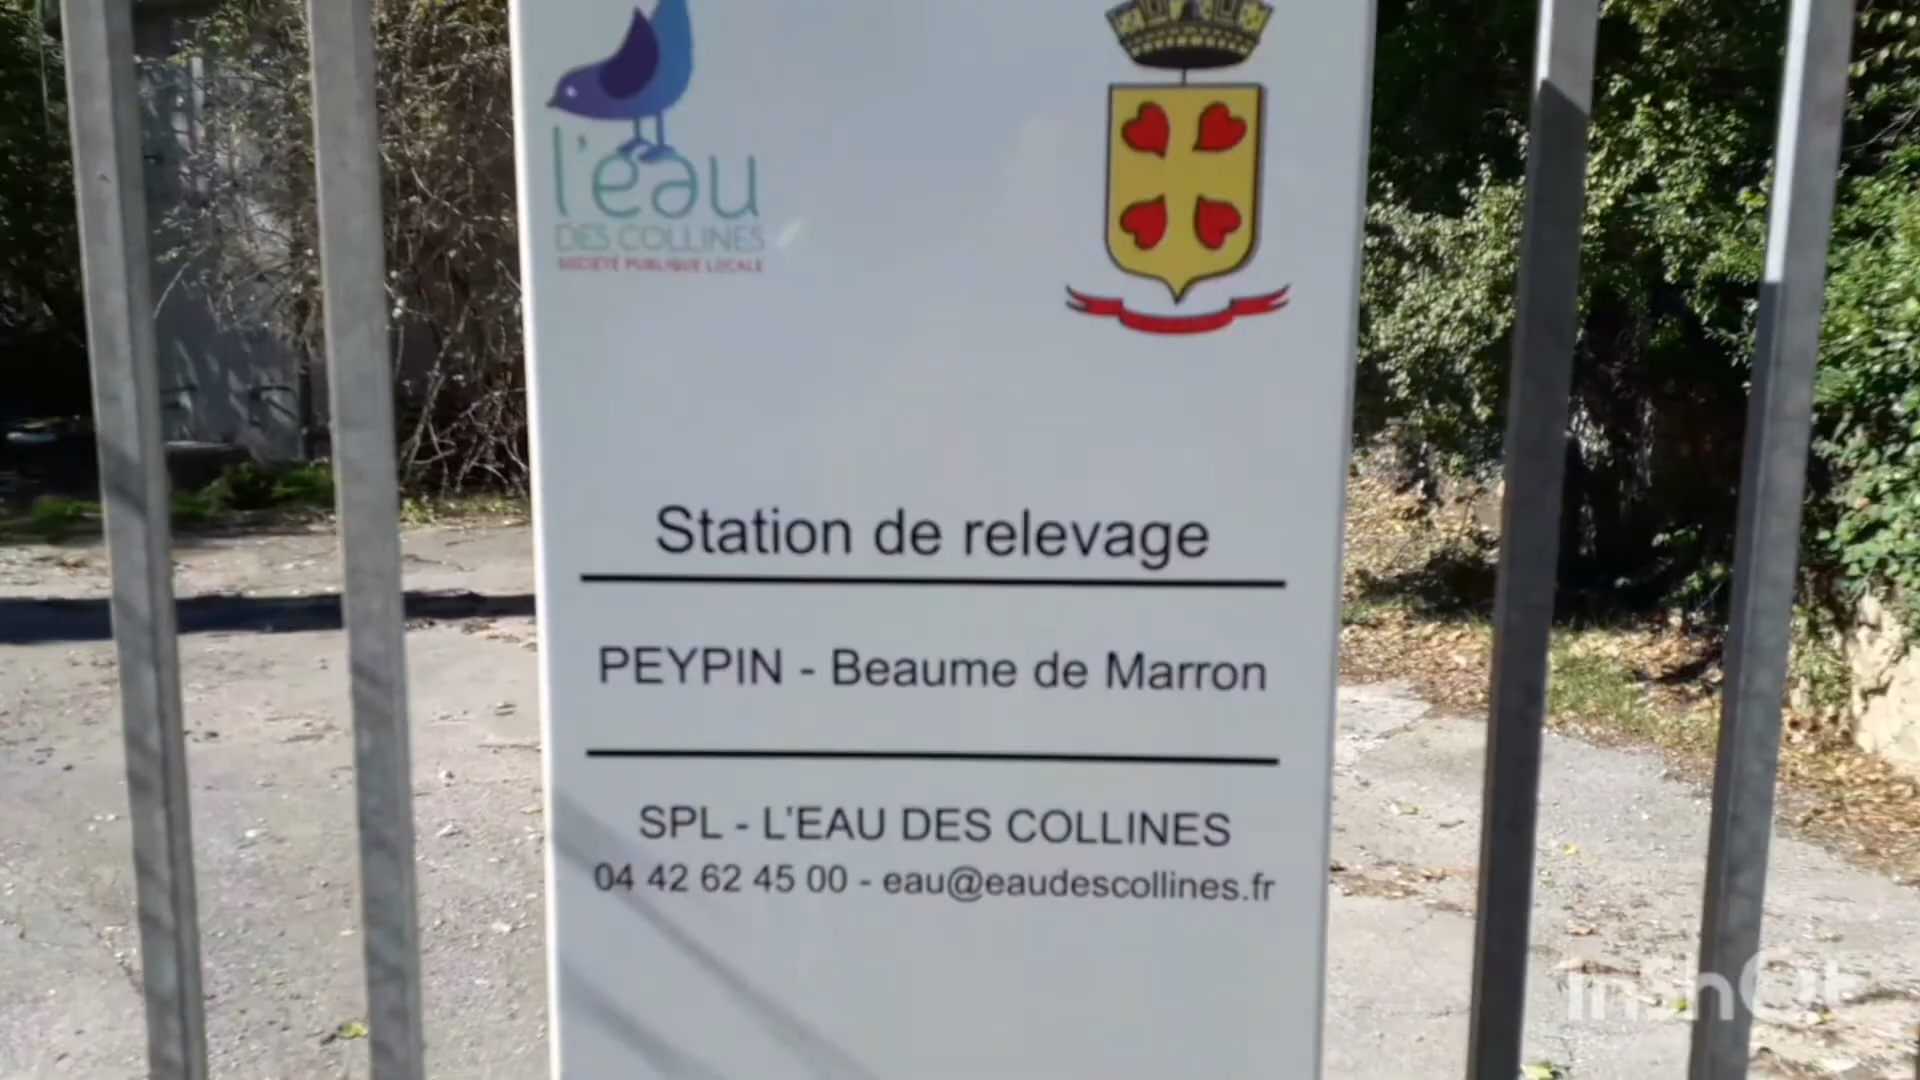 l'eau
DES COLLINES
SOCIÉTÉ PUBLIQUE LOCALE
Station de relevage
PEYPIN - Beaume de Marron
SPL - L'EAU DES COLLINES
04 42 62 45 00 - eau@eaudescollines.fr
InShOt